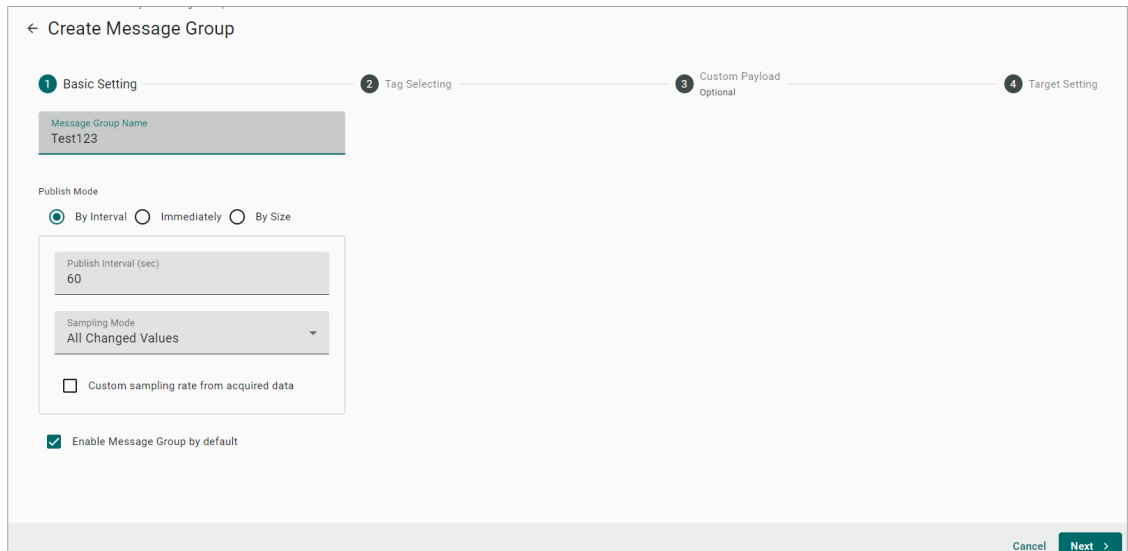 Create Message Group
1 Basic Setting
2 Tag Selecting
3 Custom Payload
Optional
4 Target Setting
Message Group Name
Test123
Publish Mode
By Interval Immediately By Size
Publish Interval (sec)
60
Sampling Mode
All Changed Values
Custom sampling rate from acquired data
Enable Message Group by default
Cancel Next >